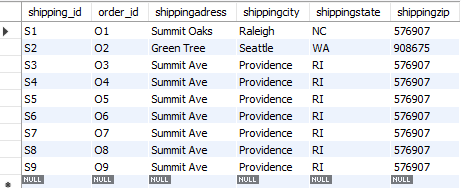 shipping_id order_id shippingadress shippingcity shippingstate shippingzip
S1 O1 Summit Oaks Raleigh NC 576907
S2 O2 Green Tree Seattle WA 908675
S3 O3 Summit Ave Providence RI 576907
S4 O4 Summit Ave Providence RI 576907
S5 O5 Summit Ave Providence RI 576907
S6 O6 Summit Ave Providence RI 576907
S7 O7 Summit Ave Providence RI 576907
S8 O8 Summit Ave Providence RI 576907
S9 O9 Summit Ave Providence RI 576907
NULL NULL NULL NULL NULL NULL